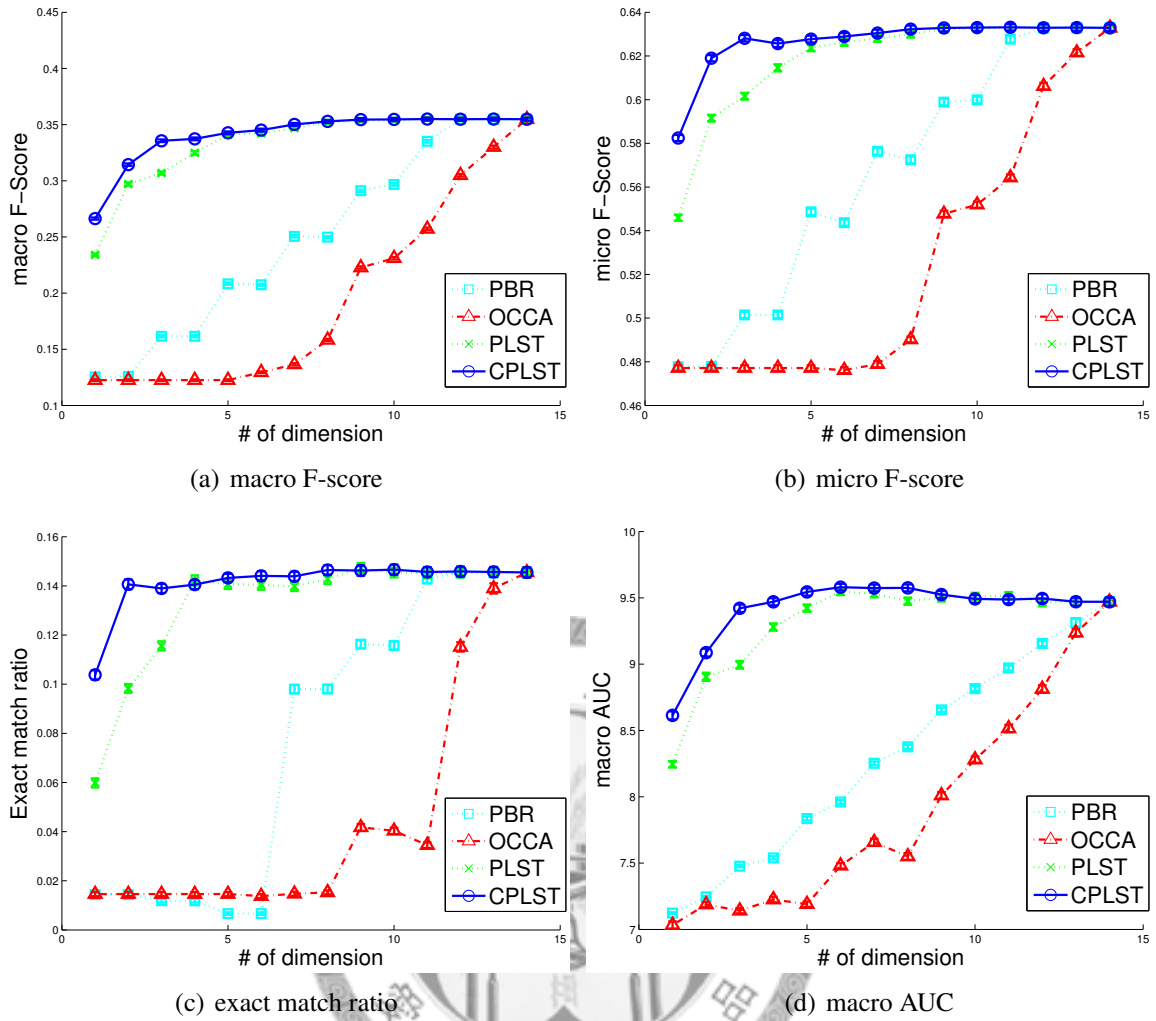 0.45
0.4
0.35
0.3
0.25
0.2
0.15
0.1
0 5 10 15
macro F-Score
# of dimension
PBR
OCCA
PLST
CPLST
(a) macro F-score
0.64
0.62
0.6
0.58
0.56
0.54
0.52
0.5
0.48
0.46
0 5 10 15
micro F-Score
# of dimension
PBR
OCCA
PLST
CPLST
(b) micro F-score
0.16
0.14
0.12
0.1
0.08
0.06
0.04
0.02
0
0 5 10 15
Exact match ratio
# of dimension
PBR
OCCA
PLST
CPLST
(c) exact match ratio
10
9.5
9
8.5
8
7.5
7
0 5 10 15
macro AUC
# of dimension
PBR
OCCA
PLST
CPLST
(d) macro AUC